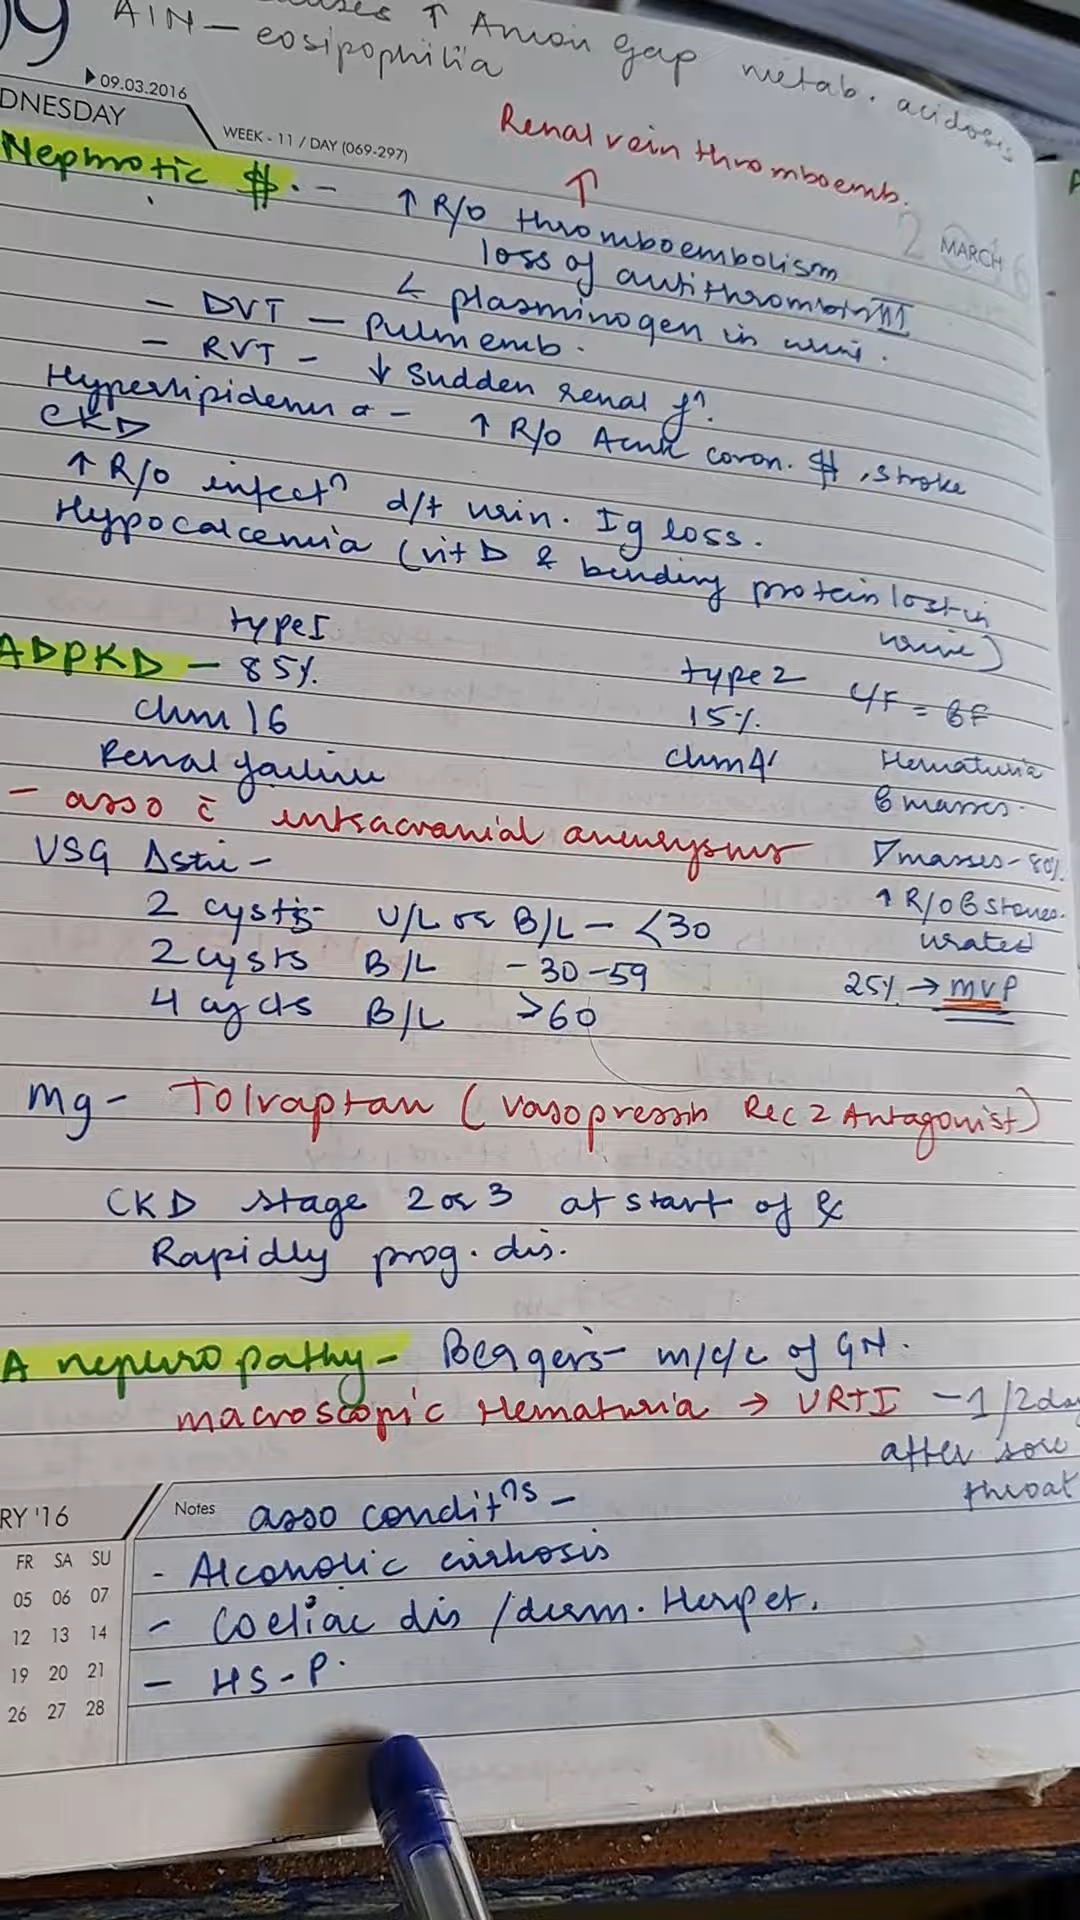 09
causes ↑ Anion gap metab. acidosis
AIN - eosipophilia
▶ 09.03.2016
DNESDAY
WEEK - 11 / DAY (069-297)
Renal vein thromboemb.
↑
MARCH
Nephrotic $. - ↑ R/o thromboembolism
loss of antithrombin III
< plasminogen in urine.
- DVT - Pulm emb.
- RVT - ↓ sudden renal fⁿ.
Hyperlipidemia - ↑ R/o Acute coron. $, stroke
CKD
↑ R/o infectⁿ d/t urin. Ig loss.
Hypocalcemia (vit D & binding protein lost in
urine)
type I
ADPKD - 85%.
type 2
15%.
chm 16
chm 4
Renal failure
C/F =
Hematuria
masses.
masses - 80%.
↑ R/o stones.
urated
25% → MVP
- asso c̄ intracranial aneurysms
USG Δstic -
2 cysts U/L or B/L - <30
2 cysts B/L - 30-59
4 cycts B/L >60
Mg - Tolvaptan (vasopressin Rec 2 Antagonist)
CKD stage 2 or 3 at start of Rx
Rapidly prog. dis.
A nephropathy - Bergers - m/c/c of GN.
macroscopic Hematuria → URTI - 1/2 day
after sore
throat
RY '16
Notes
asso conditⁿs -
- Alcoholic cirrhosis
- Coeliac dis / derm. Herpet.
- HS-P.
FR SA SU
05 06 07
12 13 14
19 20 21
26 27 28